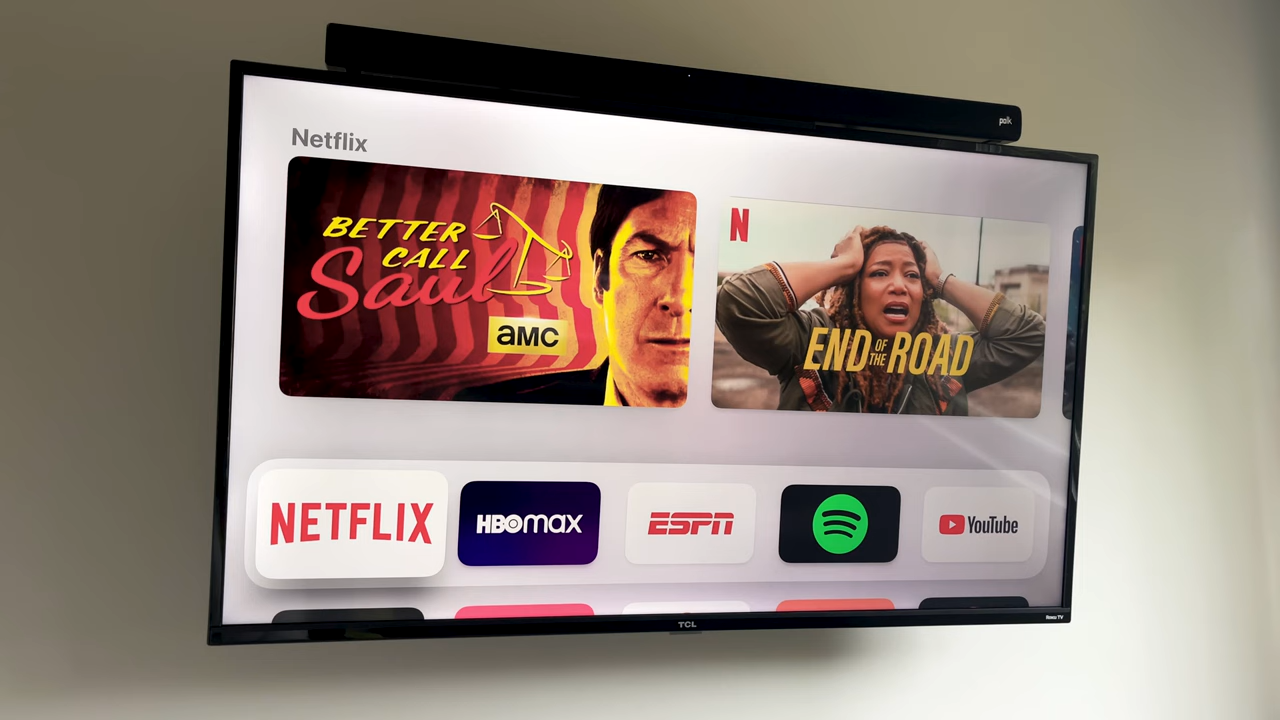 polk
Netflix
BETTER
CALL
Saul
aMC
N
END OF THE ROAD
NETFLIX
HBOmax
ESPN
YouTube
TCL
Roku TV